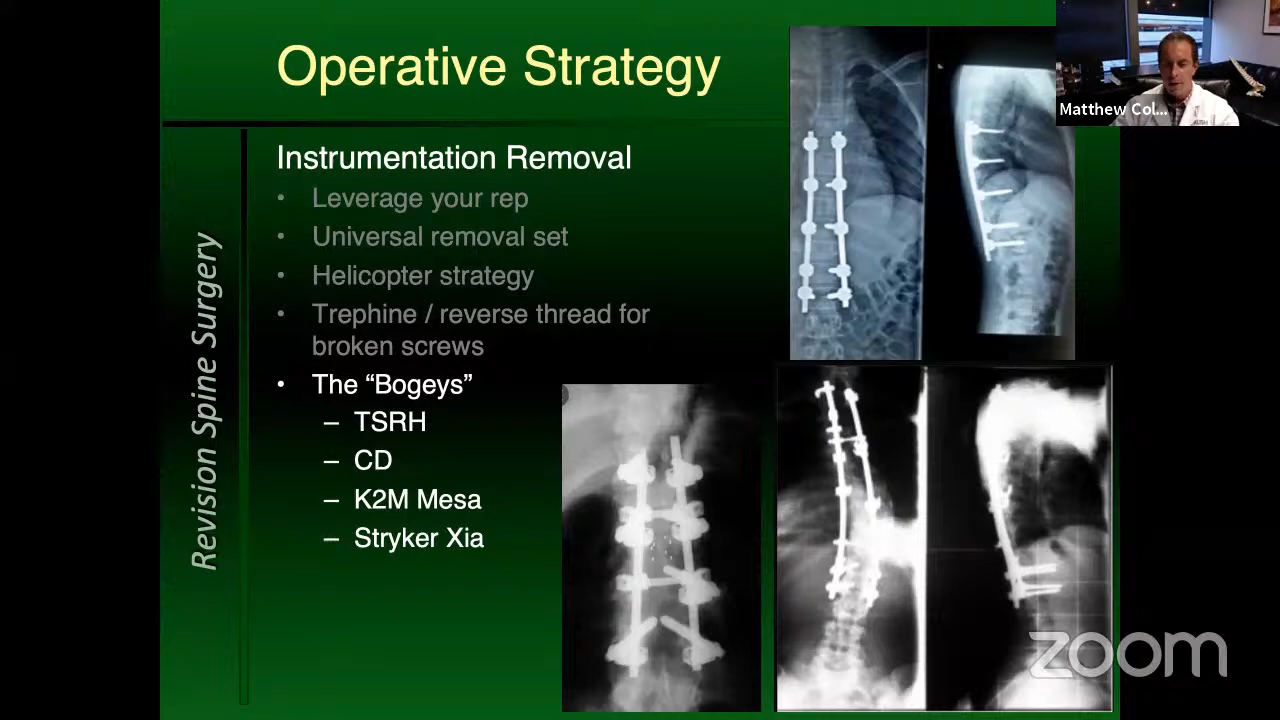 Operative Strategy
Matthew Col...
Revision Spine Surgery
Instrumentation Removal
• Leverage your rep
• Universal removal set
• Helicopter strategy
• Trephine / reverse thread for
broken screws
• The “Bogeys”
– TSRH
– CD
– K2M Mesa
– Stryker Xia
zoom